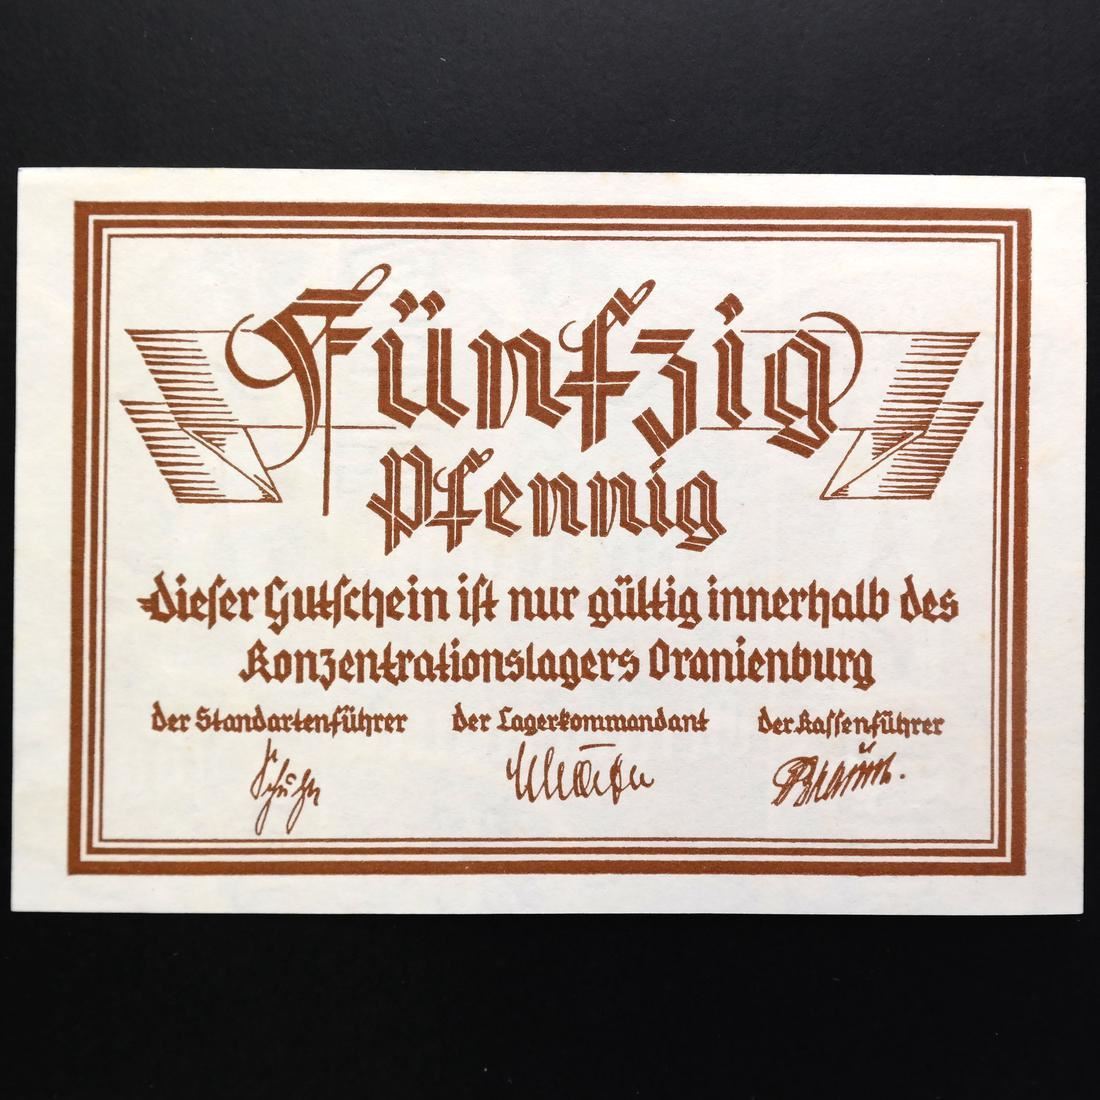 Fünfzig
Pfennig
Dieser Gutschein ist nur gültig innerhalb des
Konzentrationslagers Oranienburg
der Standartenführer der Lagerkommandant der Kassenführer